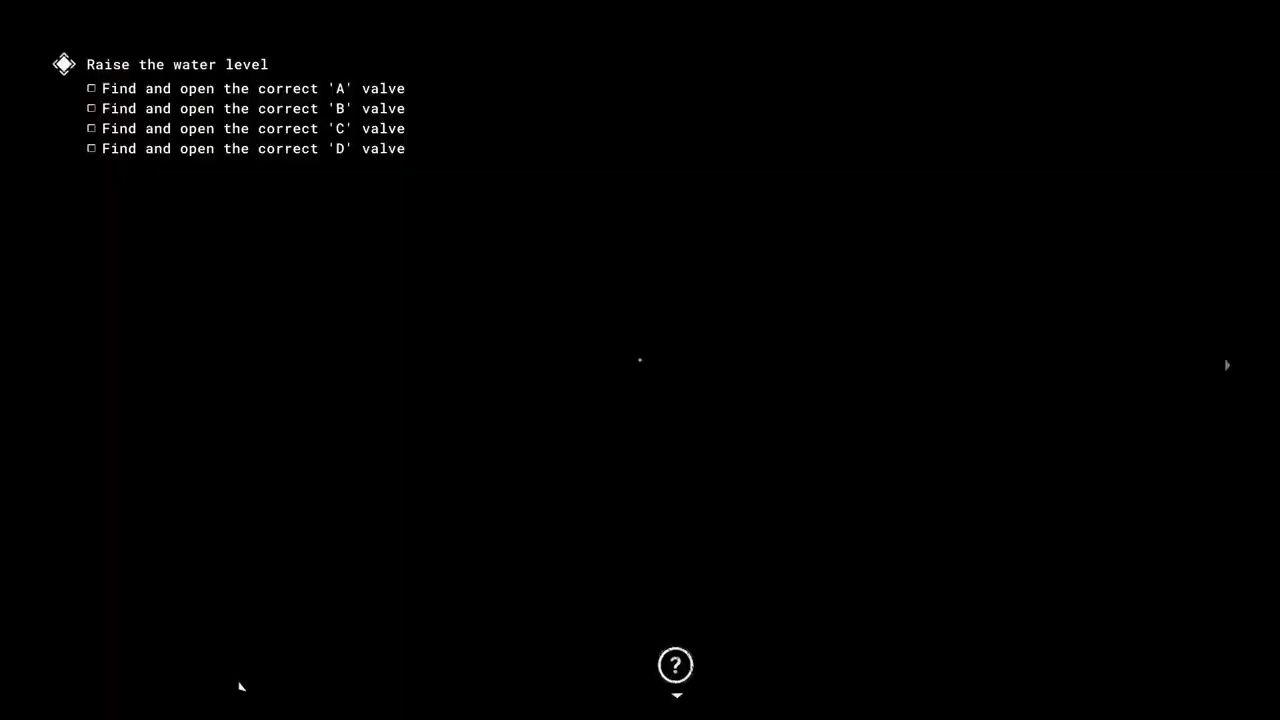 Raise the water level
Find and open the correct 'A' valve
Find and open the correct 'B' valve
Find and open the correct 'C' valve
Find and open the correct 'D' valve
?